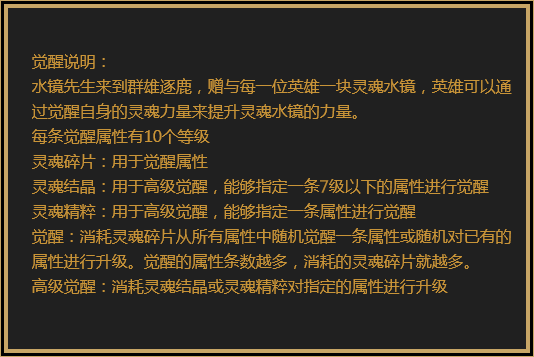 觉醒说明：
水镜先生来到群雄逐鹿，赠与每一位英雄一块灵魂水镜，英雄可以通
过觉醒自身的灵魂力量来提升灵魂水镜的力量。
每条觉醒属性有10个等级
灵魂碎片：用于觉醒属性
灵魂结晶：用于高级觉醒，能够指定一条7级以下的属性进行觉醒
灵魂精粹：用于高级觉醒，能够指定一条属性进行觉醒
觉醒：消耗灵魂碎片从所有属性中随机觉醒一条属性或随机对已有的
属性进行升级。觉醒的属性条数越多，消耗的灵魂碎片就越多。
高级觉醒：消耗灵魂结晶或灵魂精粹对指定的属性进行升级